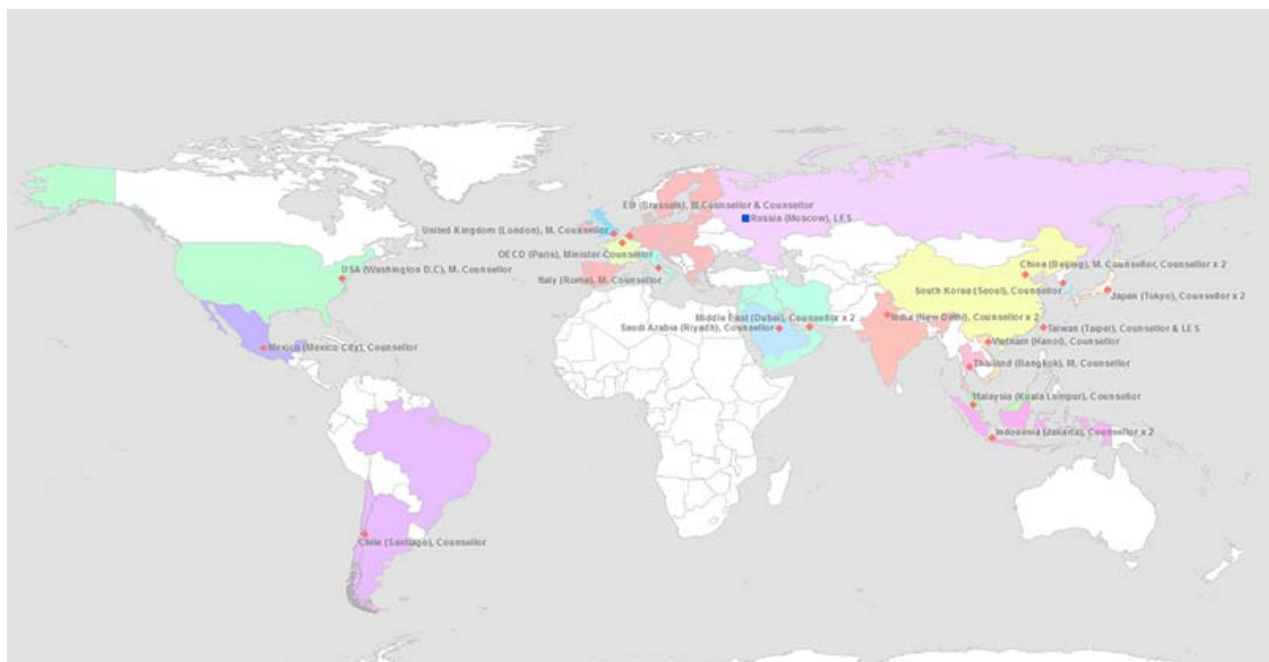 EU (Brussels), M.Counsellor & Counsellor
Russia (Moscow), LES
United Kingdom (London), M. Counsellor
OECD (Paris), Minister-Counsellor
USA (Washington D.C), M. Counsellor
Italy (Rome), M. Counsellor
China (Beijing), M. Counsellor, Counsellor x 2
South Korea (Seoul), Counsellor
Japan (Tokyo), Counsellor x 2
Middle East (Dubai), Counsellor x 2
India (New Delhi), Counsellor x 2
Saudi Arabia (Riyadh), Counsellor
Taiwan (Taipei), Counsellor & LES
Vietnam (Hanoi), Counsellor
Mexico (Mexico City), Counsellor
Thailand (Bangkok), M. Counsellor
Malaysia (Kuala Lumpur), Counsellor
Indonesia (Jakarta), Counsellor x 2
Chile (Santiago), Counsellor